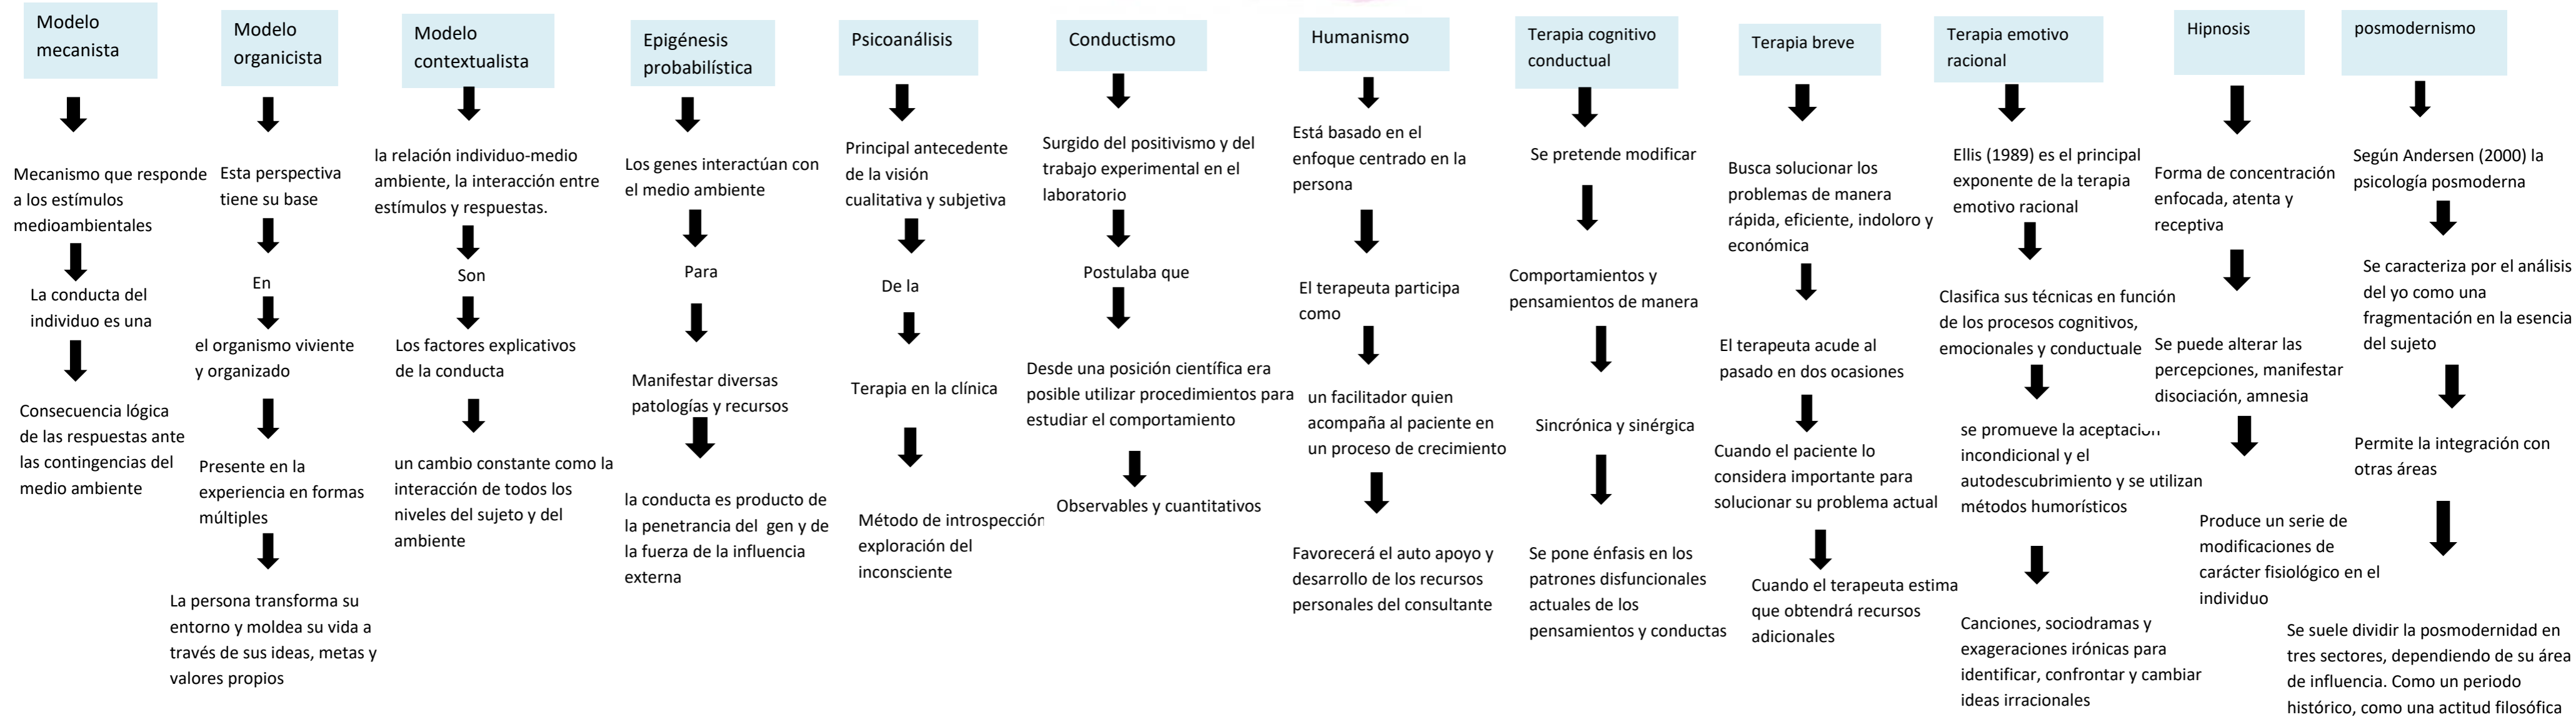 Modelo
mecanista
Mecanismo que responde
a los estímulos
medioambientales
La conducta del
individuo es una
Consecuencia lógica
de las respuestas ante
las contingencias del
medio ambiente
Modelo
organicista
Esta perspectiva
tiene su base
En
el organismo viviente
y organizado
Presente en la
experiencia en formas
múltiples
La persona transforma su
entorno y moldea su vida a
través de sus ideas, metas y
valores propios
Modelo
contextualista
la relación individuo-medio
ambiente, la interacción entre
estímulos y respuestas.
Son
Los factores explicativos
de la conducta
un cambio constante como la
interacción de todos los
niveles del sujeto y del
ambiente
Epigénesis
probabilística
Los genes interactúan con
el medio ambiente
Para
Manifestar diversas
patologías y recursos
la conducta es producto de
la penetrancia del gen y de
la fuerza de la influencia
externa
Psicoanálisis
Principal antecedente
de la visión
cualitativa y subjetiva
De la
Terapia en la clínica
Método de introspección
exploración del
inconsciente
Conductismo
Surgido del positivismo y del
trabajo experimental en el
laboratorio
Postulaba que
Desde una posición científica era
posible utilizar procedimientos para
estudiar el comportamiento
Observables y cuantitativos
Humanismo
Está basado en el
enfoque centrado en la
persona
El terapeuta participa
como
un facilitador quien
acompaña al paciente en
un proceso de crecimiento
Favorecerá el auto apoyo y
desarrollo de los recursos
personales del consultante
Terapia cognitivo
conductual
Se pretende modificar
Comportamientos y
pensamientos de manera
Sincrónica y sinérgica
Se pone énfasis en los
patrones disfuncionales
actuales de los
pensamientos y conductas
Terapia breve
Busca solucionar los
problemas de manera
rápida, eficiente, indoloro y
económica
El terapeuta acude al
pasado en dos ocasiones
Cuando el paciente lo
considera importante para
solucionar su problema actual
Cuando el terapeuta estima
que obtendrá recursos
adicionales
Terapia emotivo
racional
Ellis (1989) es el principal
exponente de la terapia
emotivo racional
Clasifica sus técnicas en función
de los procesos cognitivos,
emocionales y conductuale
se promueve la aceptación
incondicional y el
autodescubrimiento y se utilizan
métodos humorísticos
Canciones, sociodramas y
exageraciones irónicas para
identificar, confrontar y cambiar
ideas irracionales
Hipnosis
Forma de concentración
enfocada, atenta y
receptiva
Se puede alterar las
percepciones, manifestar
disociación, amnesia
Produce un serie de
modificaciones de
carácter fisiológico en el
individuo
posmodernismo
Según Andersen (2000) la
psicología posmoderna
Se caracteriza por el análisis
del yo como una
fragmentación en la esencia
del sujeto
Permite la integración con
otras áreas
Se suele dividir la posmodernidad en
tres sectores, dependiendo de su área
de influencia. Como un periodo
histórico, como una actitud filosófica